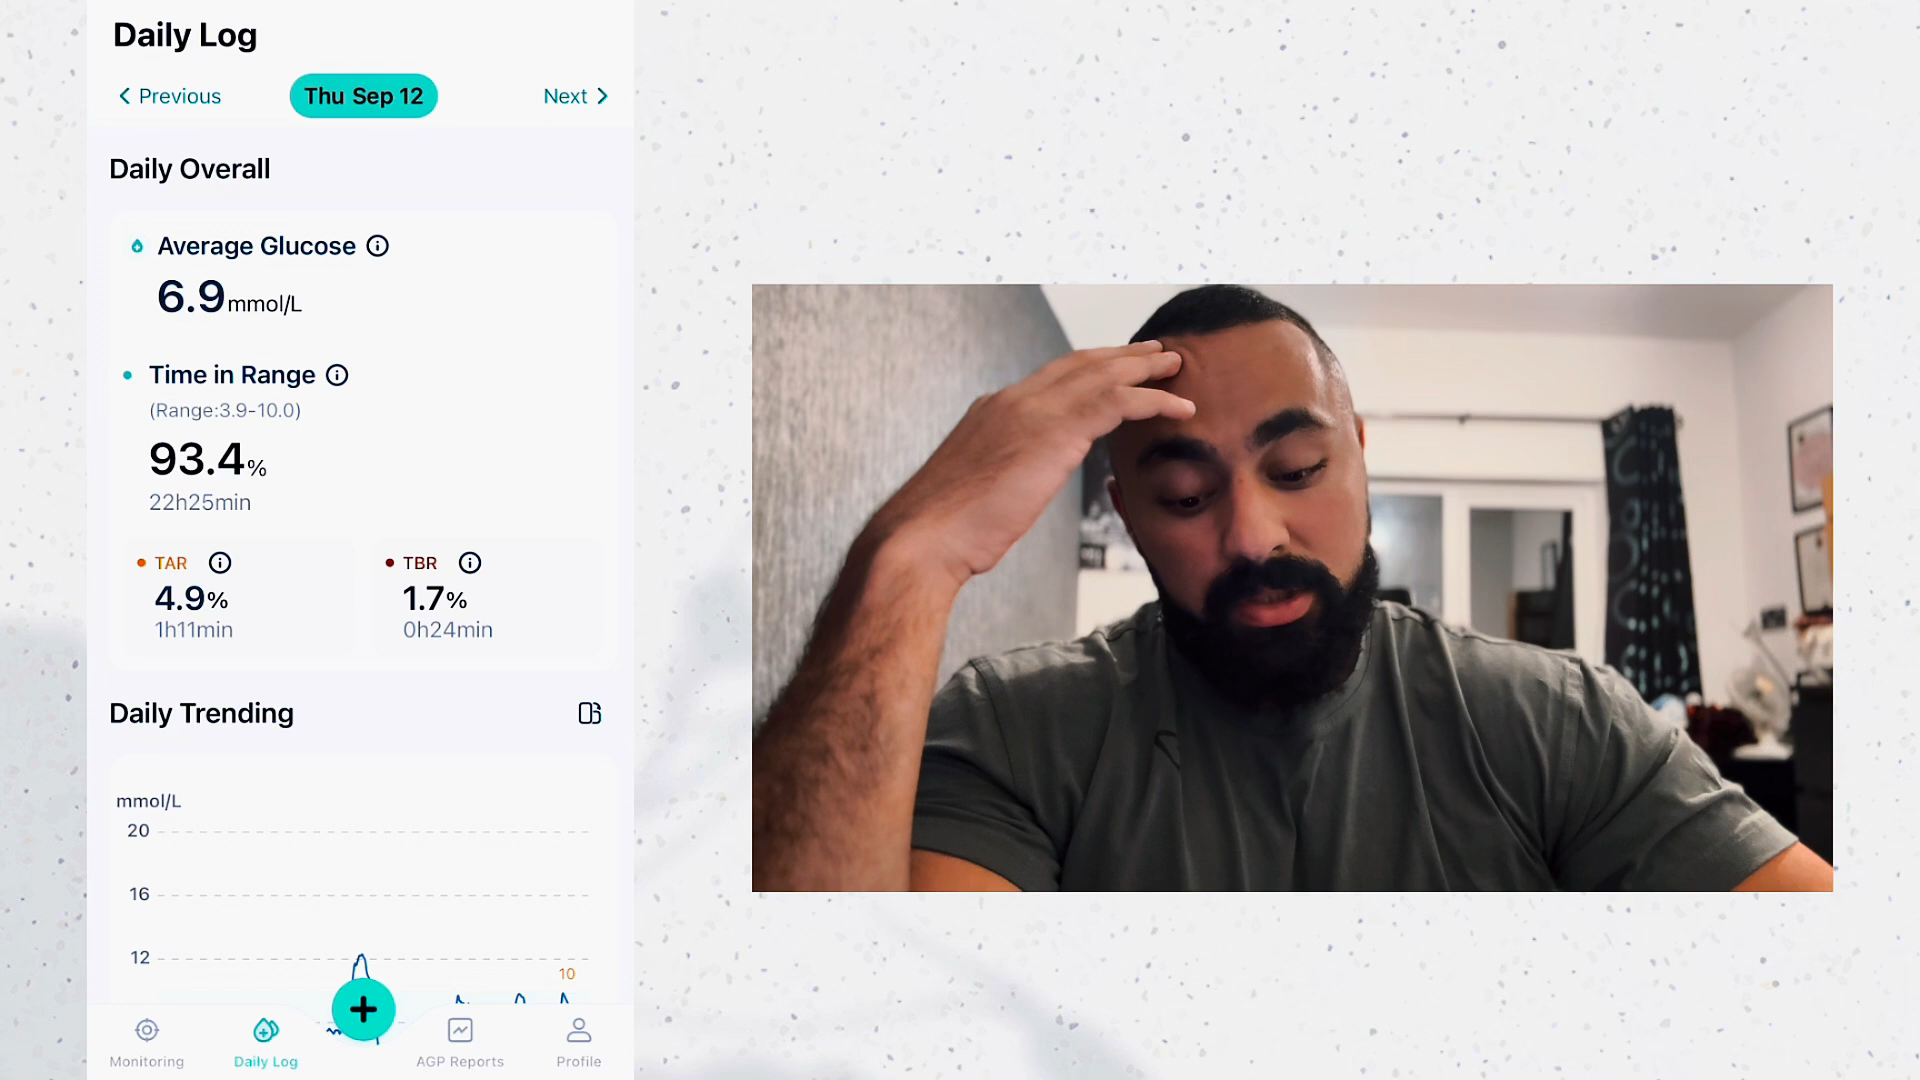 Daily Log
Previous
Thu Sep 12
Next
Daily Overall
Average Glucose
6.9 mmol/L
Time in Range
(Range:3.9-10.0)
93.4%
22h25min
TAR
4.9%
1h11min
TBR
1.7%
0h24min
Daily Trending
mmol/L
20
16
12
10
Monitoring
Daily Log
AGP Reports
Profile